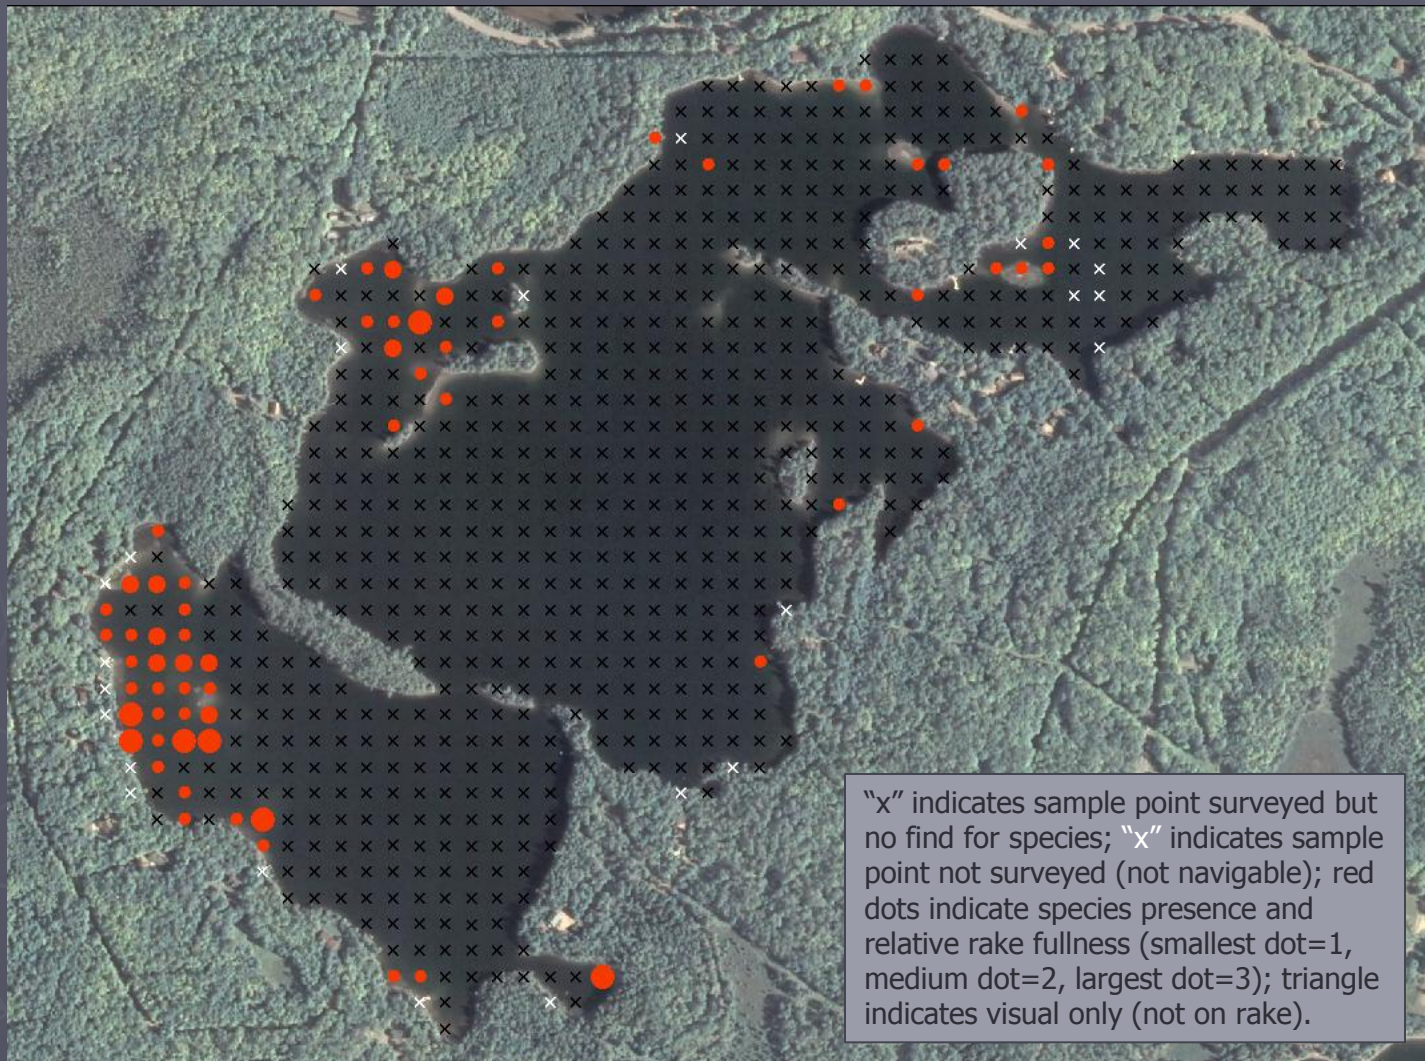 “x” indicates sample point surveyed but
no find for species; “x” indicates sample
point not surveyed (not navigable); red
dots indicate species presence and
relative rake fullness (smallest dot=1,
medium dot=2, largest dot=3); triangle
indicates visual only (not on rake).